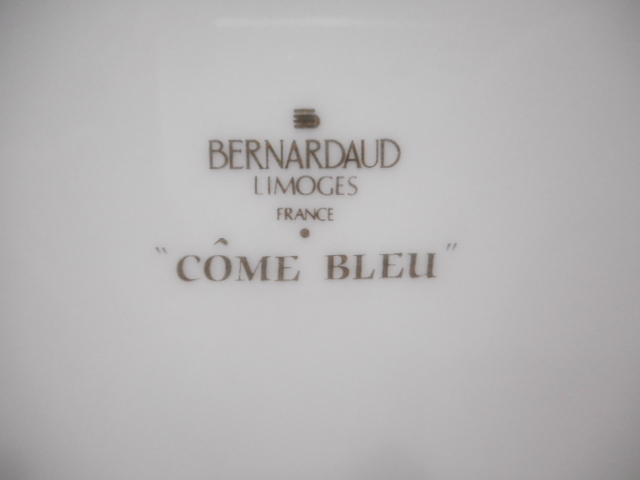 BERNARDAUD
LIMOGES
FRANCE
"CÔME BLEU"